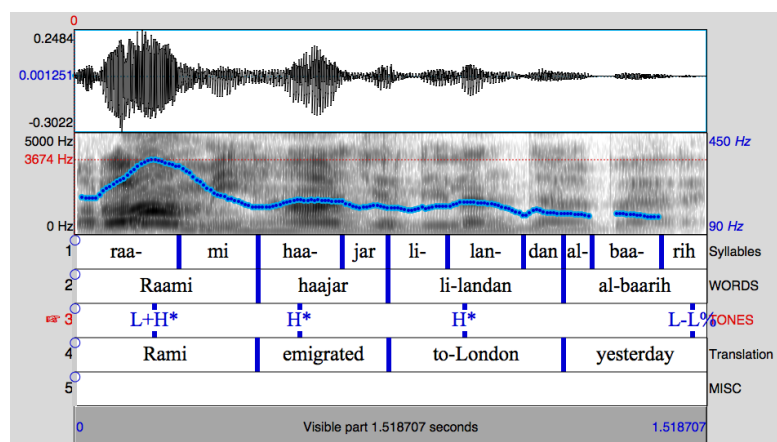 0
0.2484
0.001251
-0.3022
5000 Hz 450 Hz
3674 Hz
0 Hz 90 Hz
1 raa- mi haa- jar li- lan- dan al- baa- rih Syllables
2 Raami haajar li-landan al-baarih WORDS
3 L+H* H* H* L-L% TONES
4 Rami emigrated to-London yesterday Translation
5 MISC
0 Visible part 1.518707 seconds 1.518707